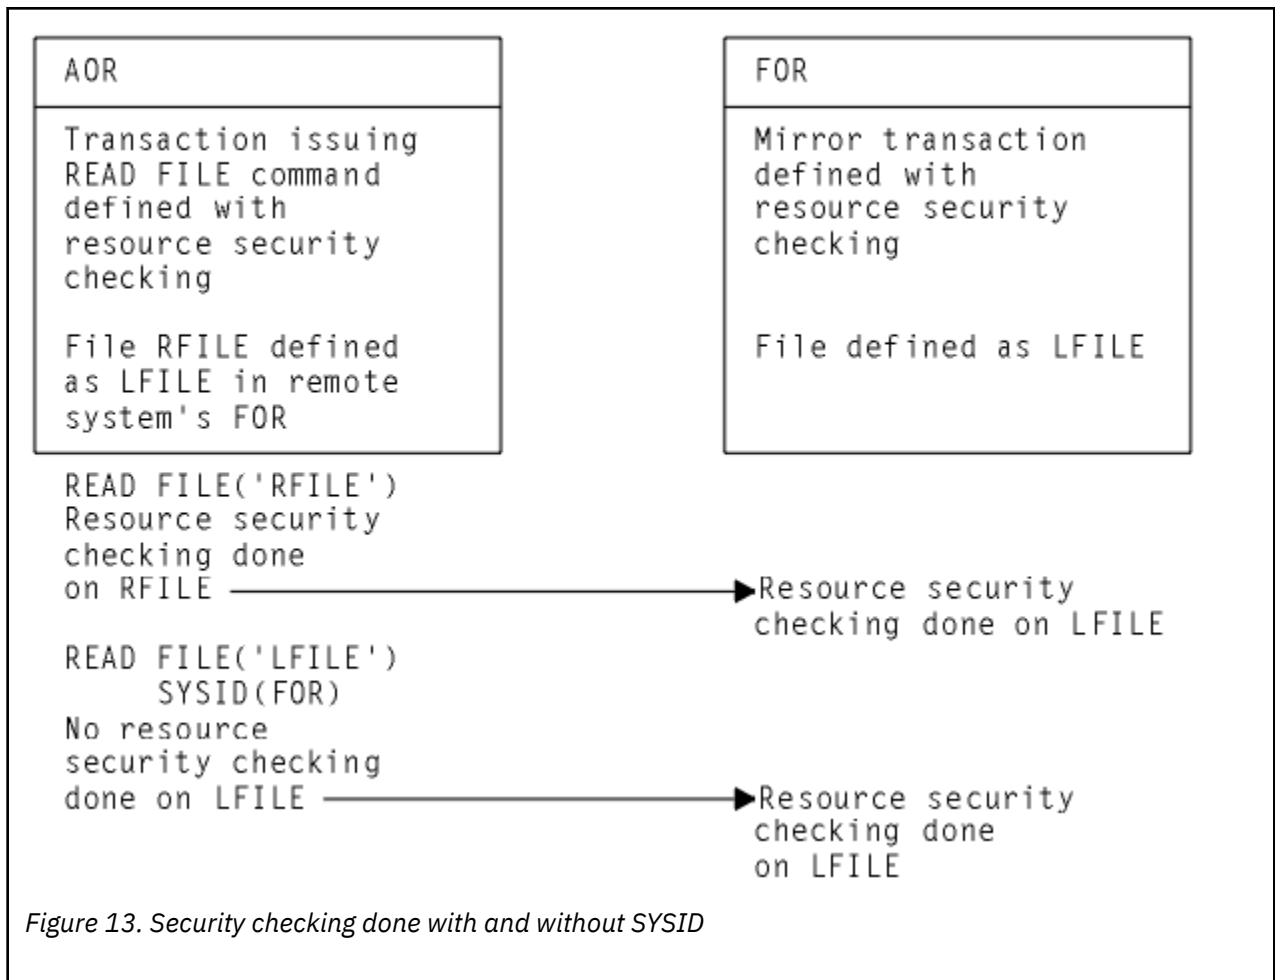 AOR
Transaction issuing
READ FILE command
defined with
resource security
checking
File RFILE defined
as LFILE in remote
system's FOR
FOR
Mirror transaction
defined with
resource security
checking
File defined as LFILE
READ FILE('RFILE')
Resource security
checking done
on RFILE
Resource security
checking done on LFILE
READ FILE('LFILE')
SYSID(FOR)
No resource
security checking
done on LFILE
Resource security
checking done
on LFILE
Figure 13. Security checking done with and without SYSID